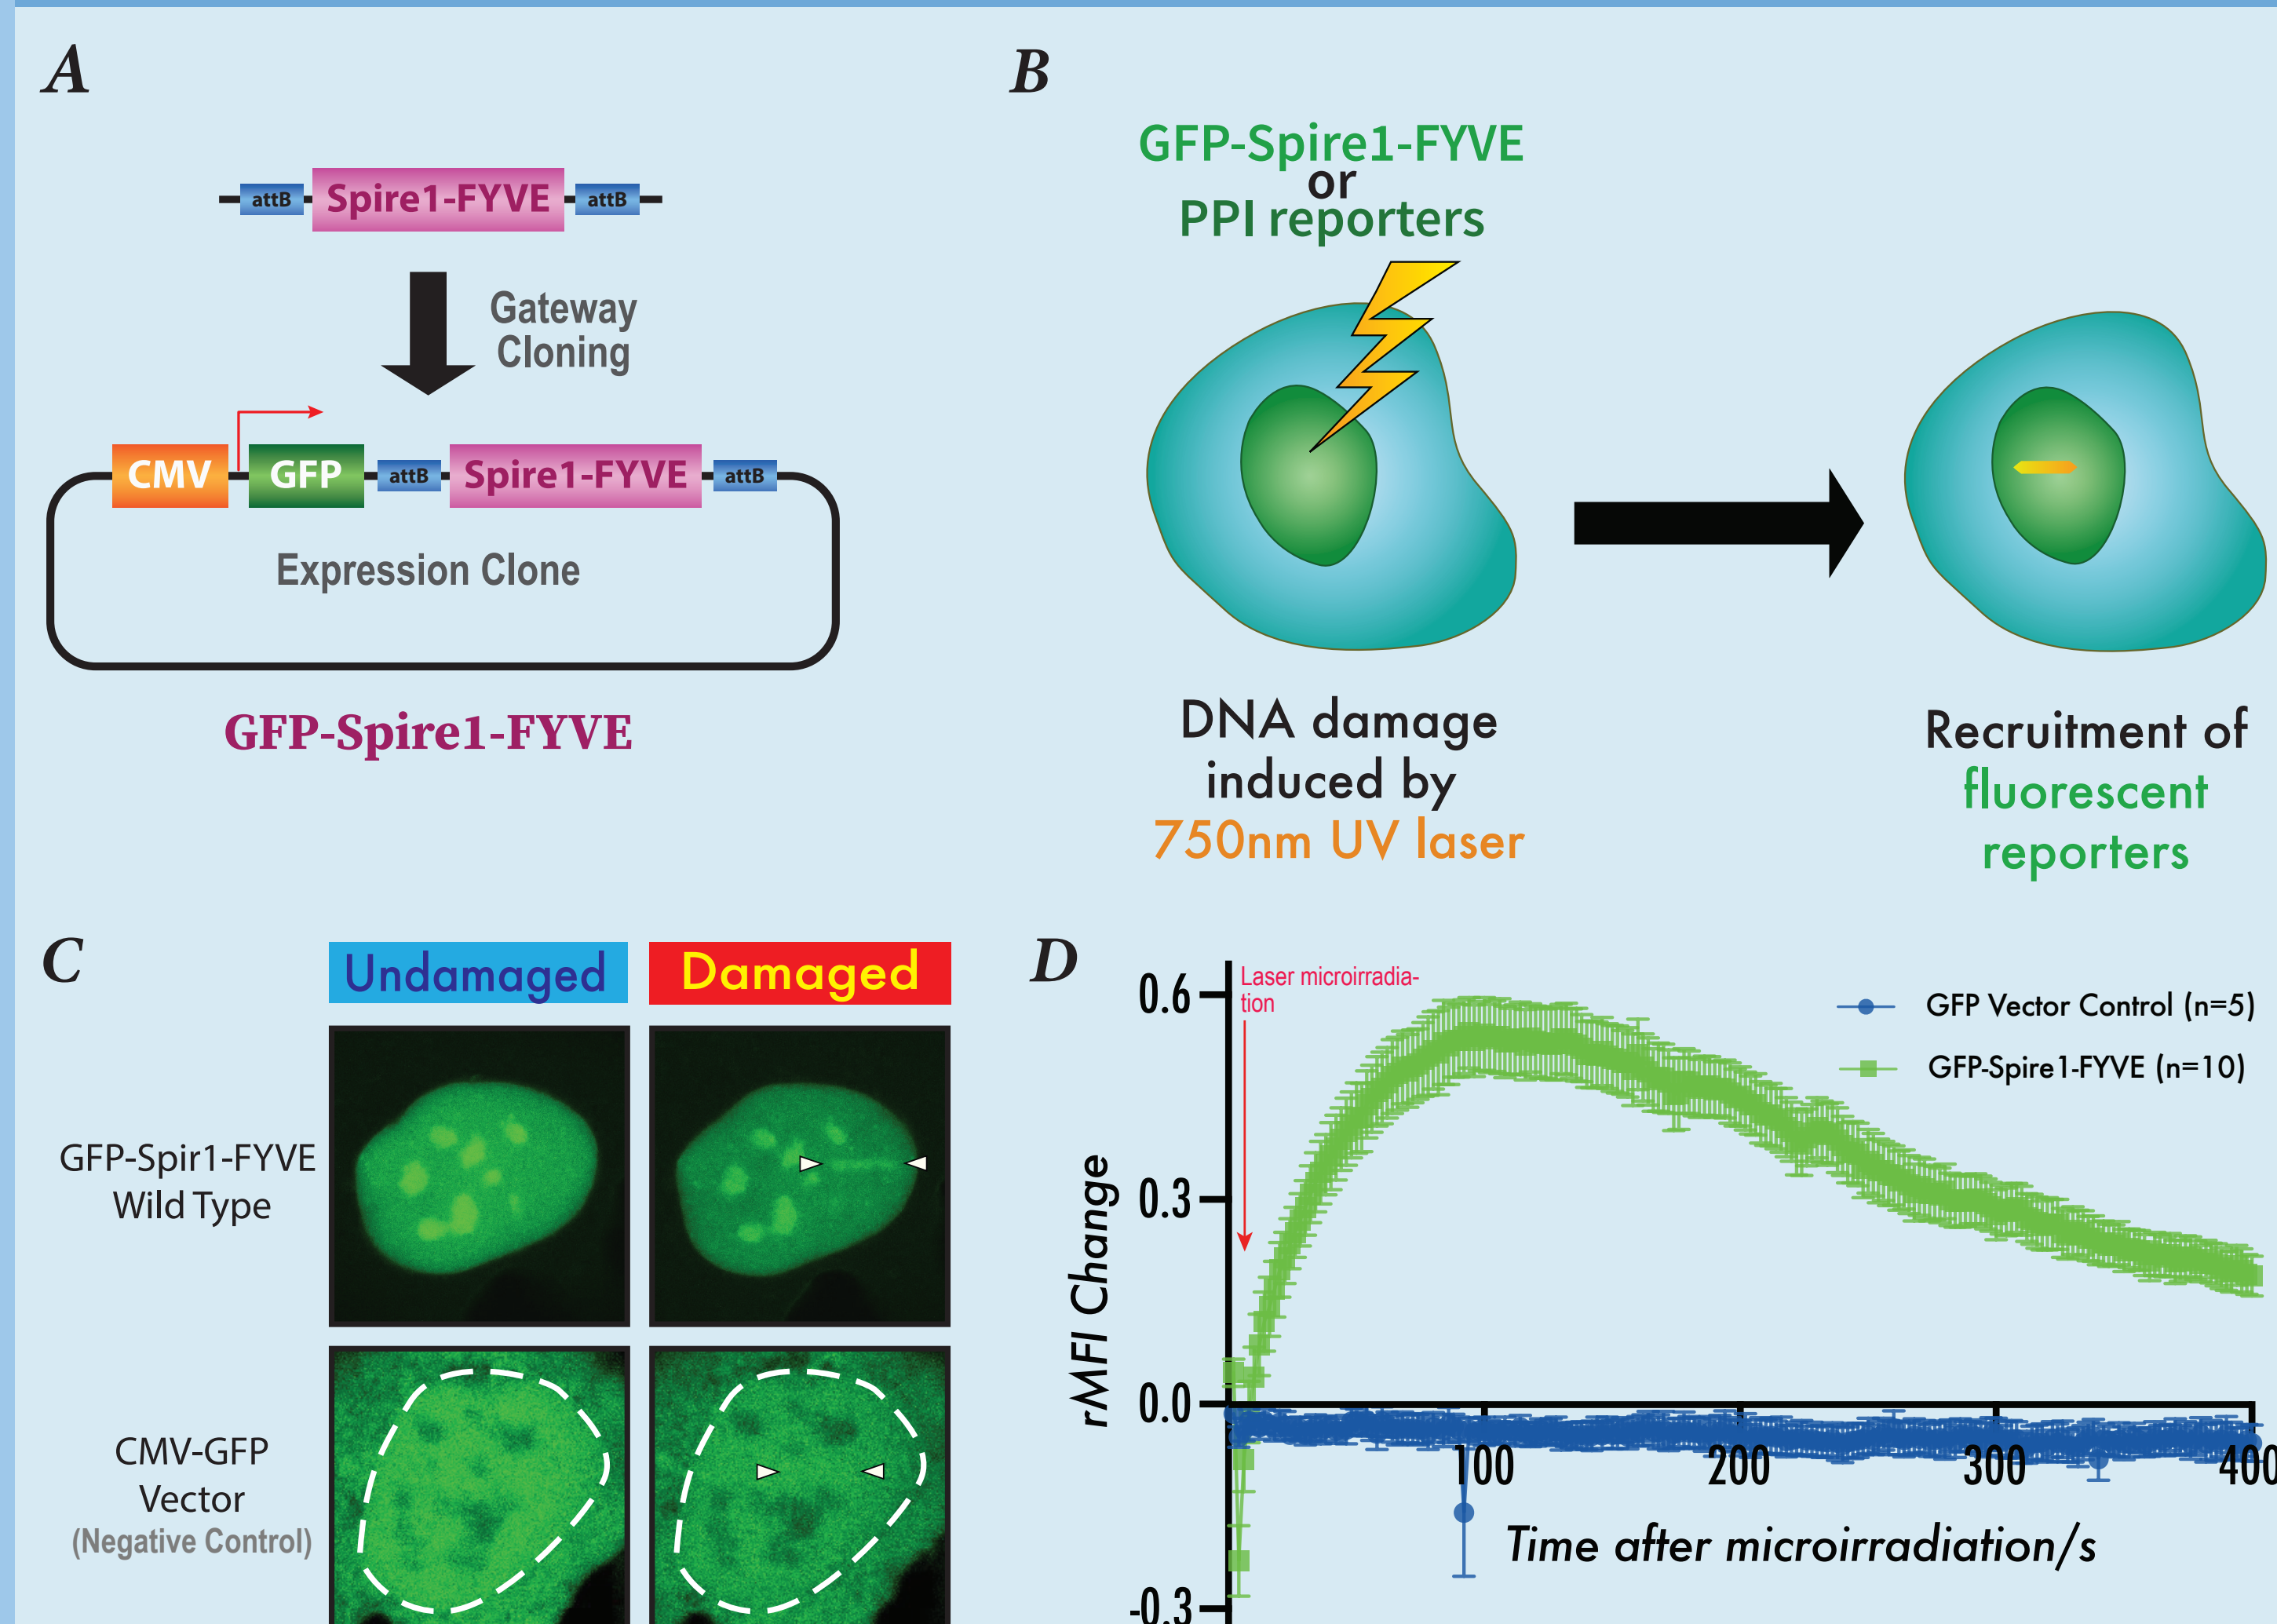 A
attB Spire1-FYVE attB
Gateway
Cloning
CMV GFP attB Spire1-FYVE attB
Expression Clone
GFP-Spire1-FYVE
B
GFP-Spire1-FYVE
or
PPI reporters
DNA damage
induced by
750nm UV laser
Recruitment of
fluorescent
reporters
C
Undamaged Damaged
GFP-Spir1-FYVE
Wild Type
CMV-GFP
Vector
(Negative Control)
D
Laser microirradia-
tion
GFP Vector Control (n=5)
GFP-Spire1-FYVE (n=10)
rMFI Change
0.6
0.3
0.0
-0.3
100 200 300 400
Time after microirradiation/s